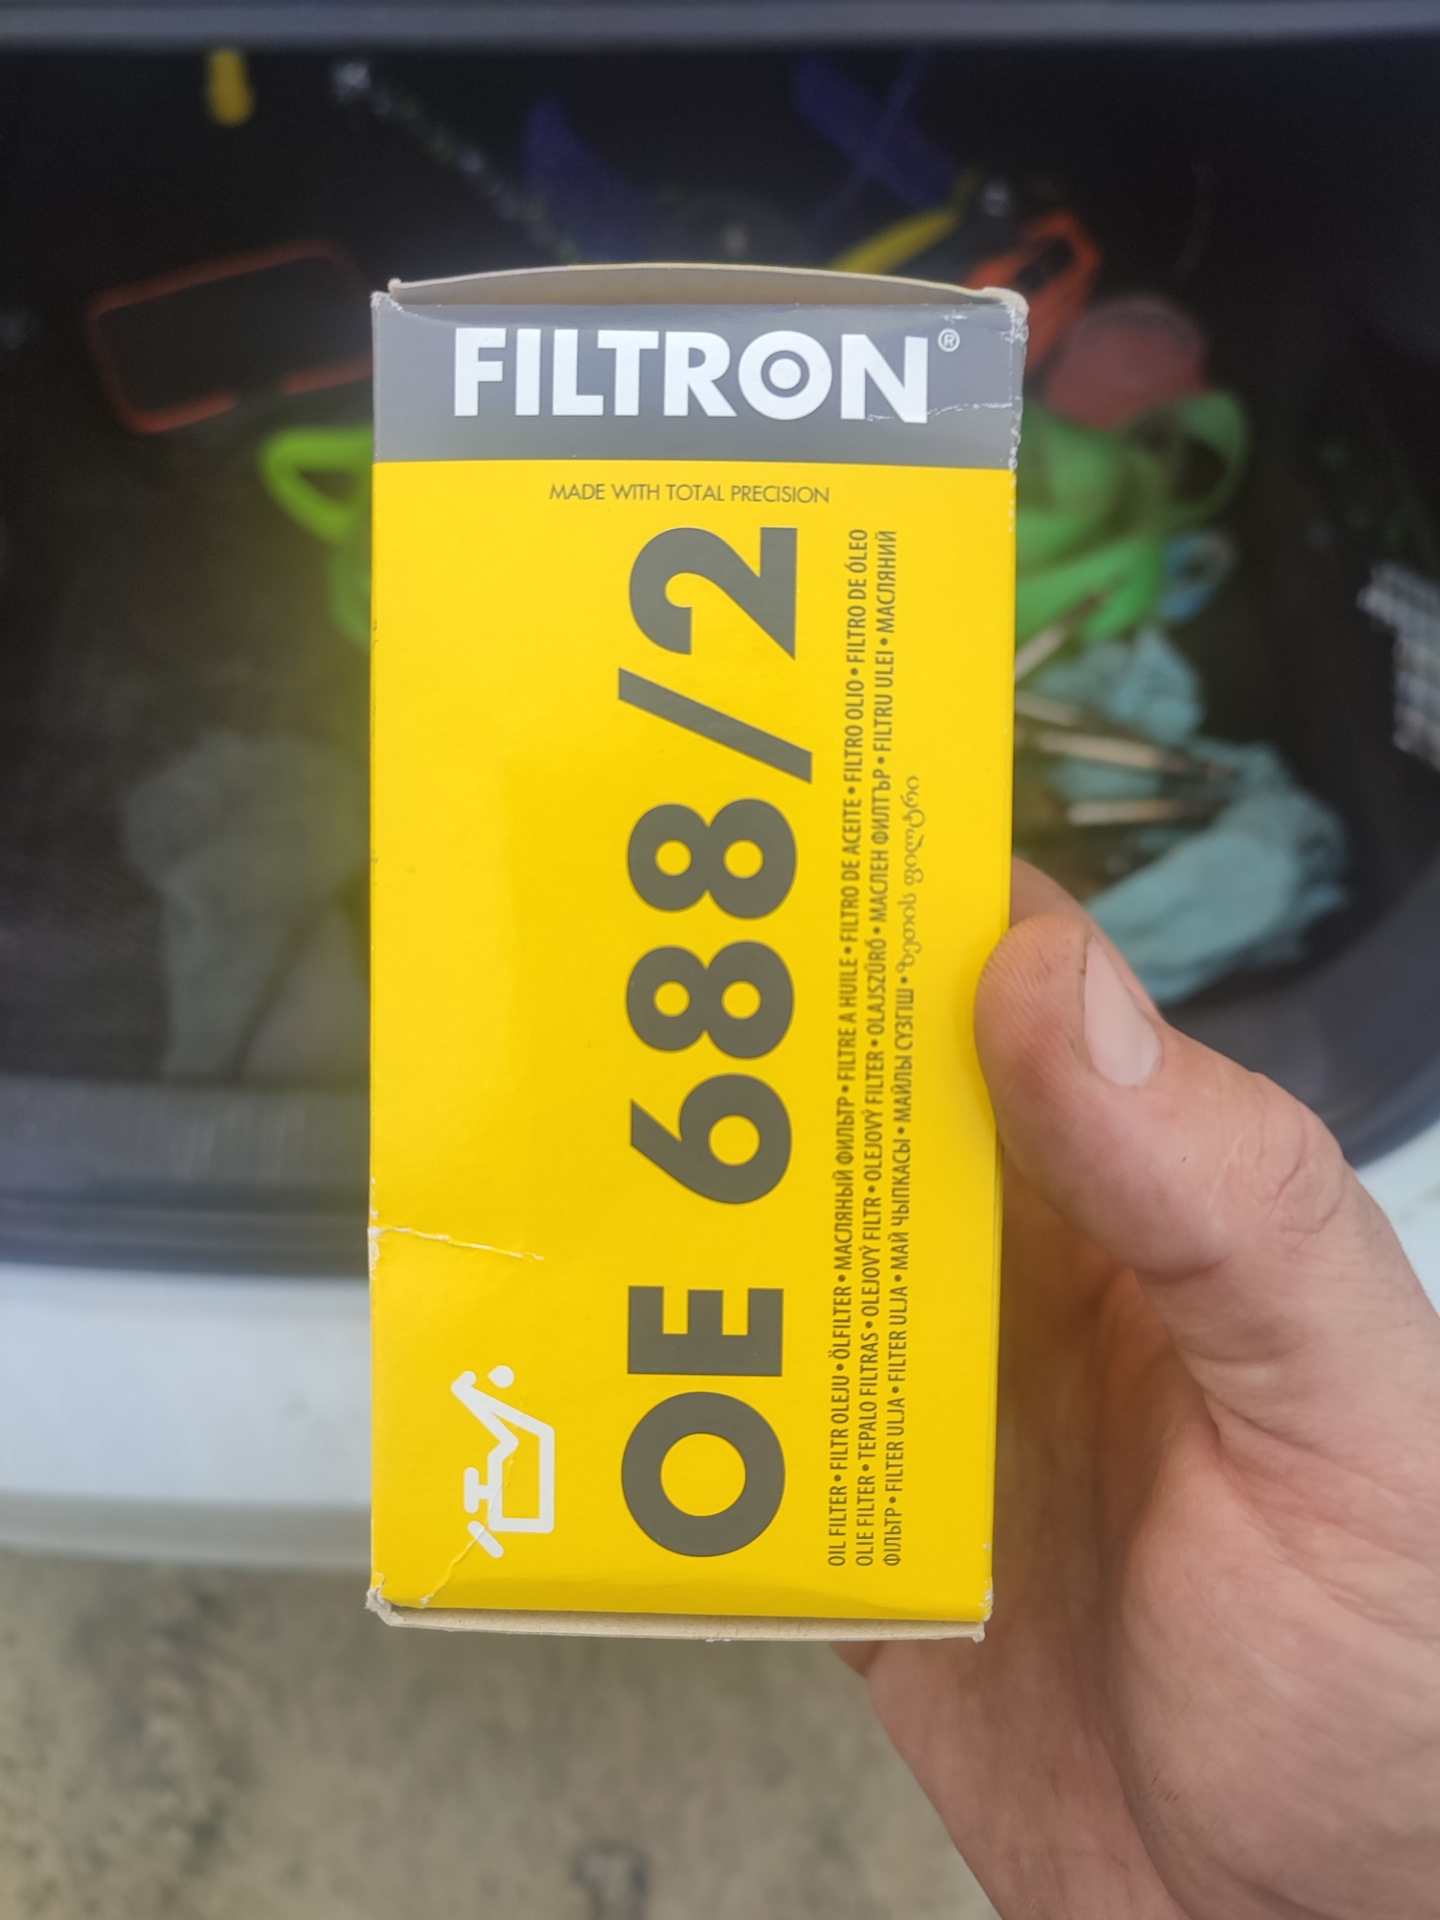 FILTRON®
MADE WITH TOTAL PRECISION
OE 688/2
OIL FILTER • FILTR OLEJU • ÖLFILTER • МАСЛЯНЫЙ ФИЛЬТР • FILTRE A HUILE • FILTRO DE ACEITE • FILTRO OLIO • FILTRO DE ÓLEO
OLIE FILTER • TEPALO FILTRAS • OLEJOVÝ FILTR • OLEJOVÝ FILTER • OLAJSZŰRŐ • МАСЛЕН ФИЛТЪР • FILTRU ULEI • МАСЛЯНИЙ
ФІЛЬТР • FILTER ULJA • FILTER ULJA • МАЙ ЧЫПКАСЫ • МАЙЛЫ СҮЗГІШ • ზეთის ფილტრი